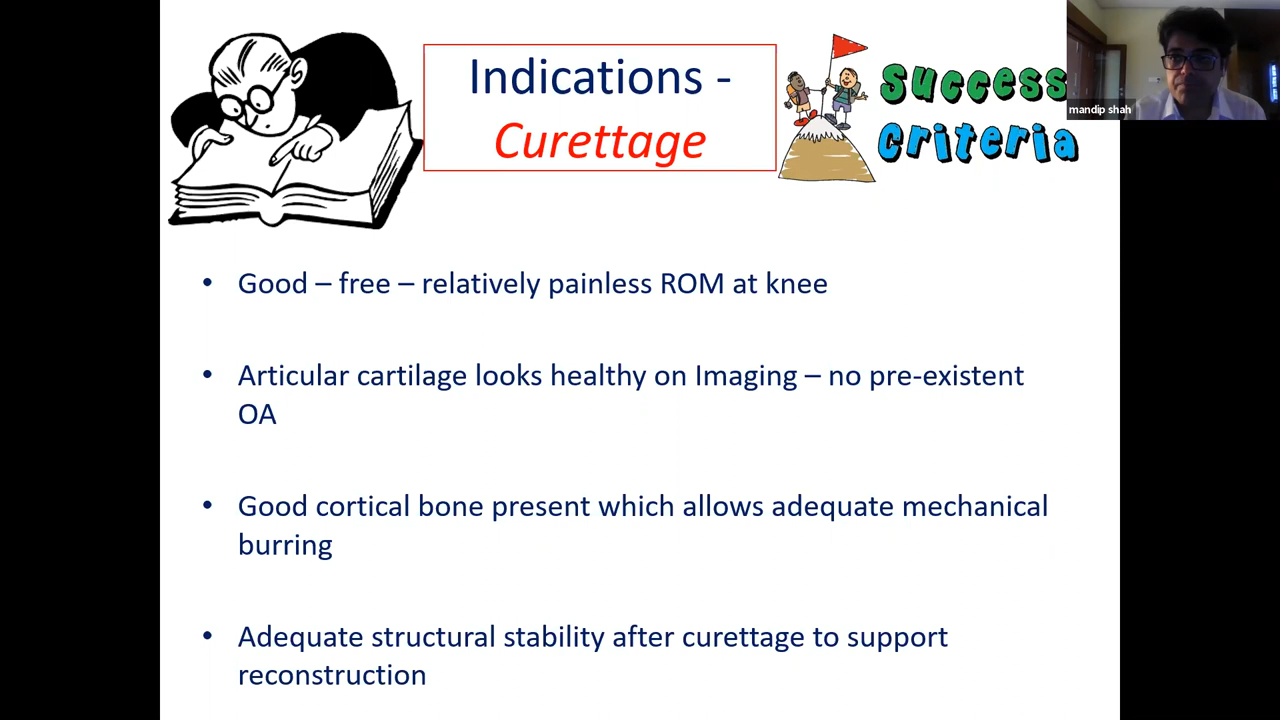 Indications -
Curettage
Success
Criteria
mandip shah
• Good – free – relatively painless ROM at knee
• Articular cartilage looks healthy on Imaging – no pre-existent
OA
• Good cortical bone present which allows adequate mechanical
burring
• Adequate structural stability after curettage to support
reconstruction